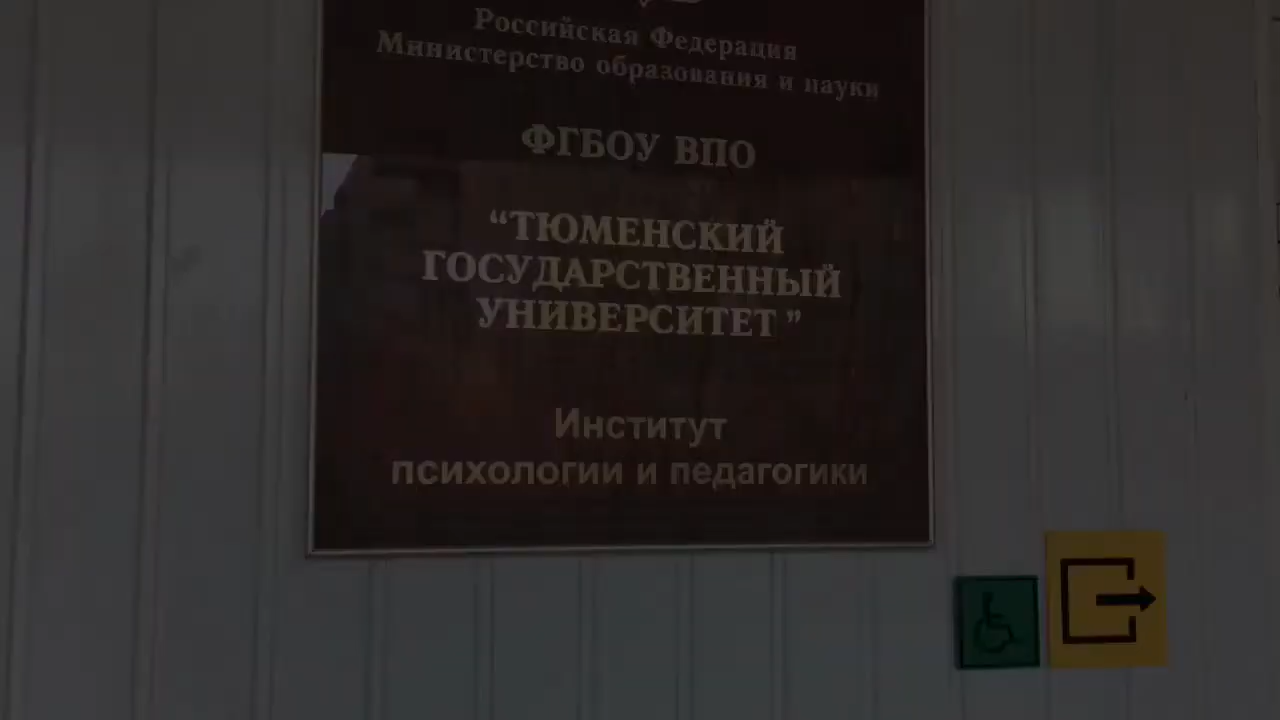 Российская Федерация
Министерство образования и науки
ФГБОУ ВПО
“ТЮМЕНСКИЙ
ГОСУДАРСТВЕННЫЙ
УНИВЕРСИТЕТ”
Институт
психологии и педагогики